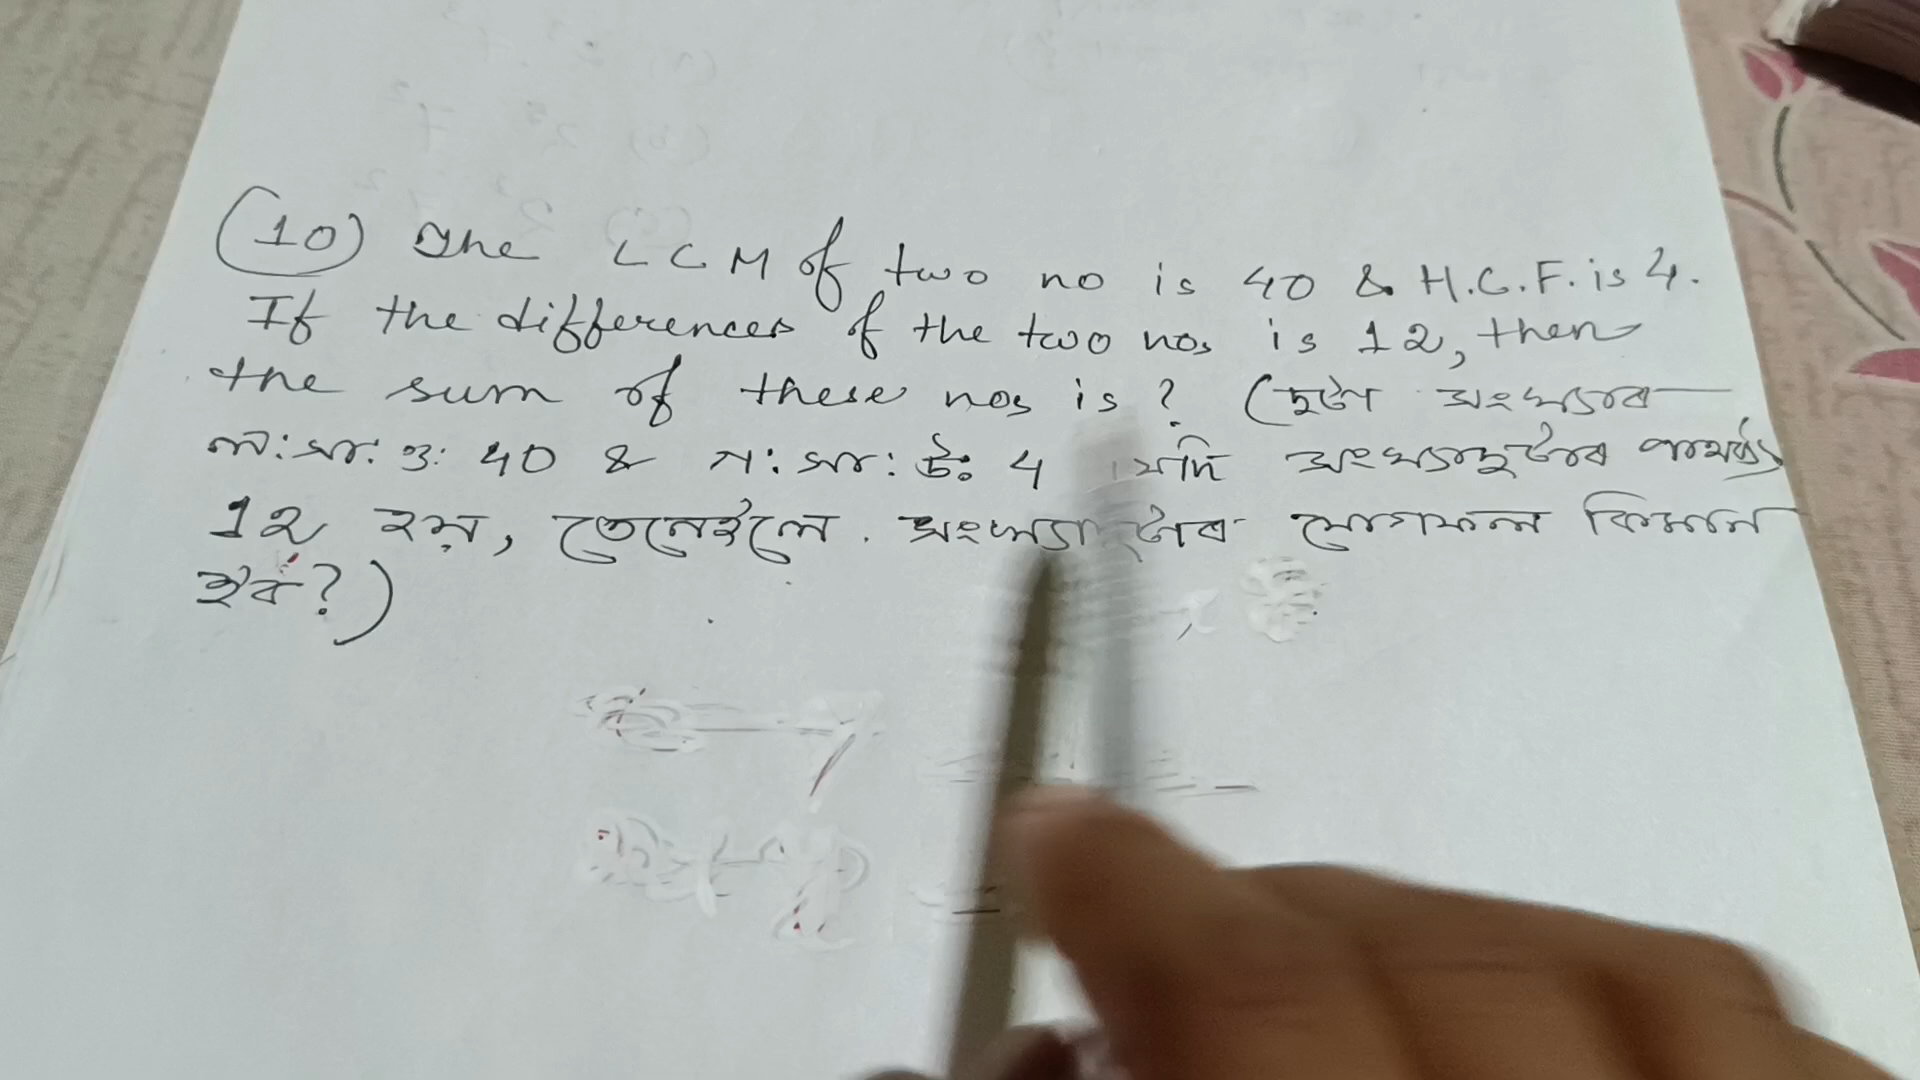 (10) The LCM of two no is 40 & H.C.F. is 4.
If the differences of the two nos is 12, then
the sum of these nos is ? (দুটা সংখ্যাৰ
ল: সা: গু: 40 & গ: সা: উ: 4 যদি সংখ্যাদুটাৰ পাৰ্থক্য
12 হয়, তেনেহলে সংখ্যা টাৰ যোগফল কিমান
হব?)